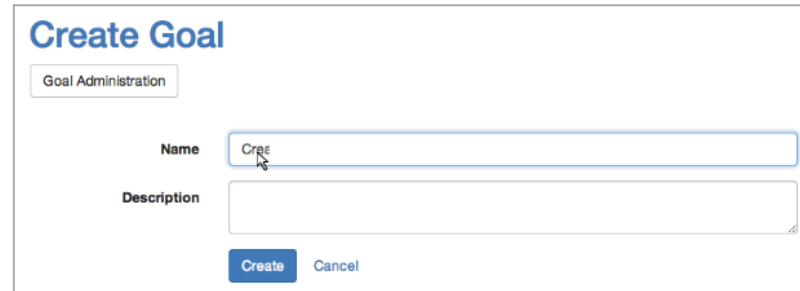 Create Goal
Goal Administration
Name Crea
Description
Create Cancel